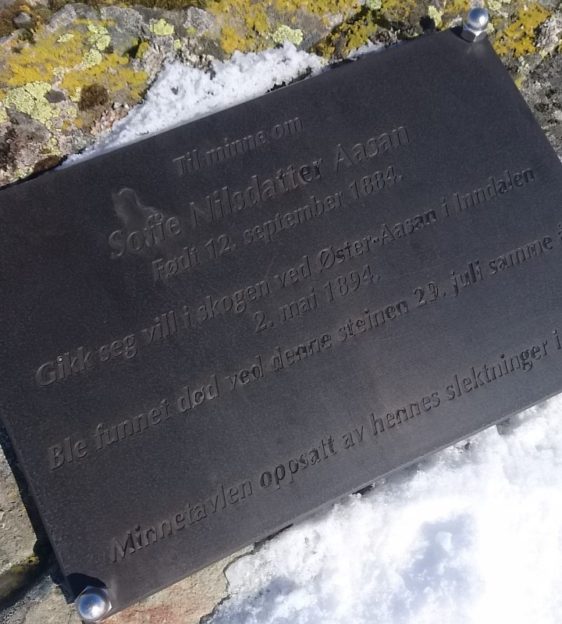 Til minne om
Sofie Nilsdatter Aasan
Født 12. september 1884.
Gikk seg vill i skogen ved Øster-Aasan i Inndalen
2. mai 1894.
Ble funnet død ved denne steinen 29. juli samme
Minnetavlen oppsatt av hennes slektninger i